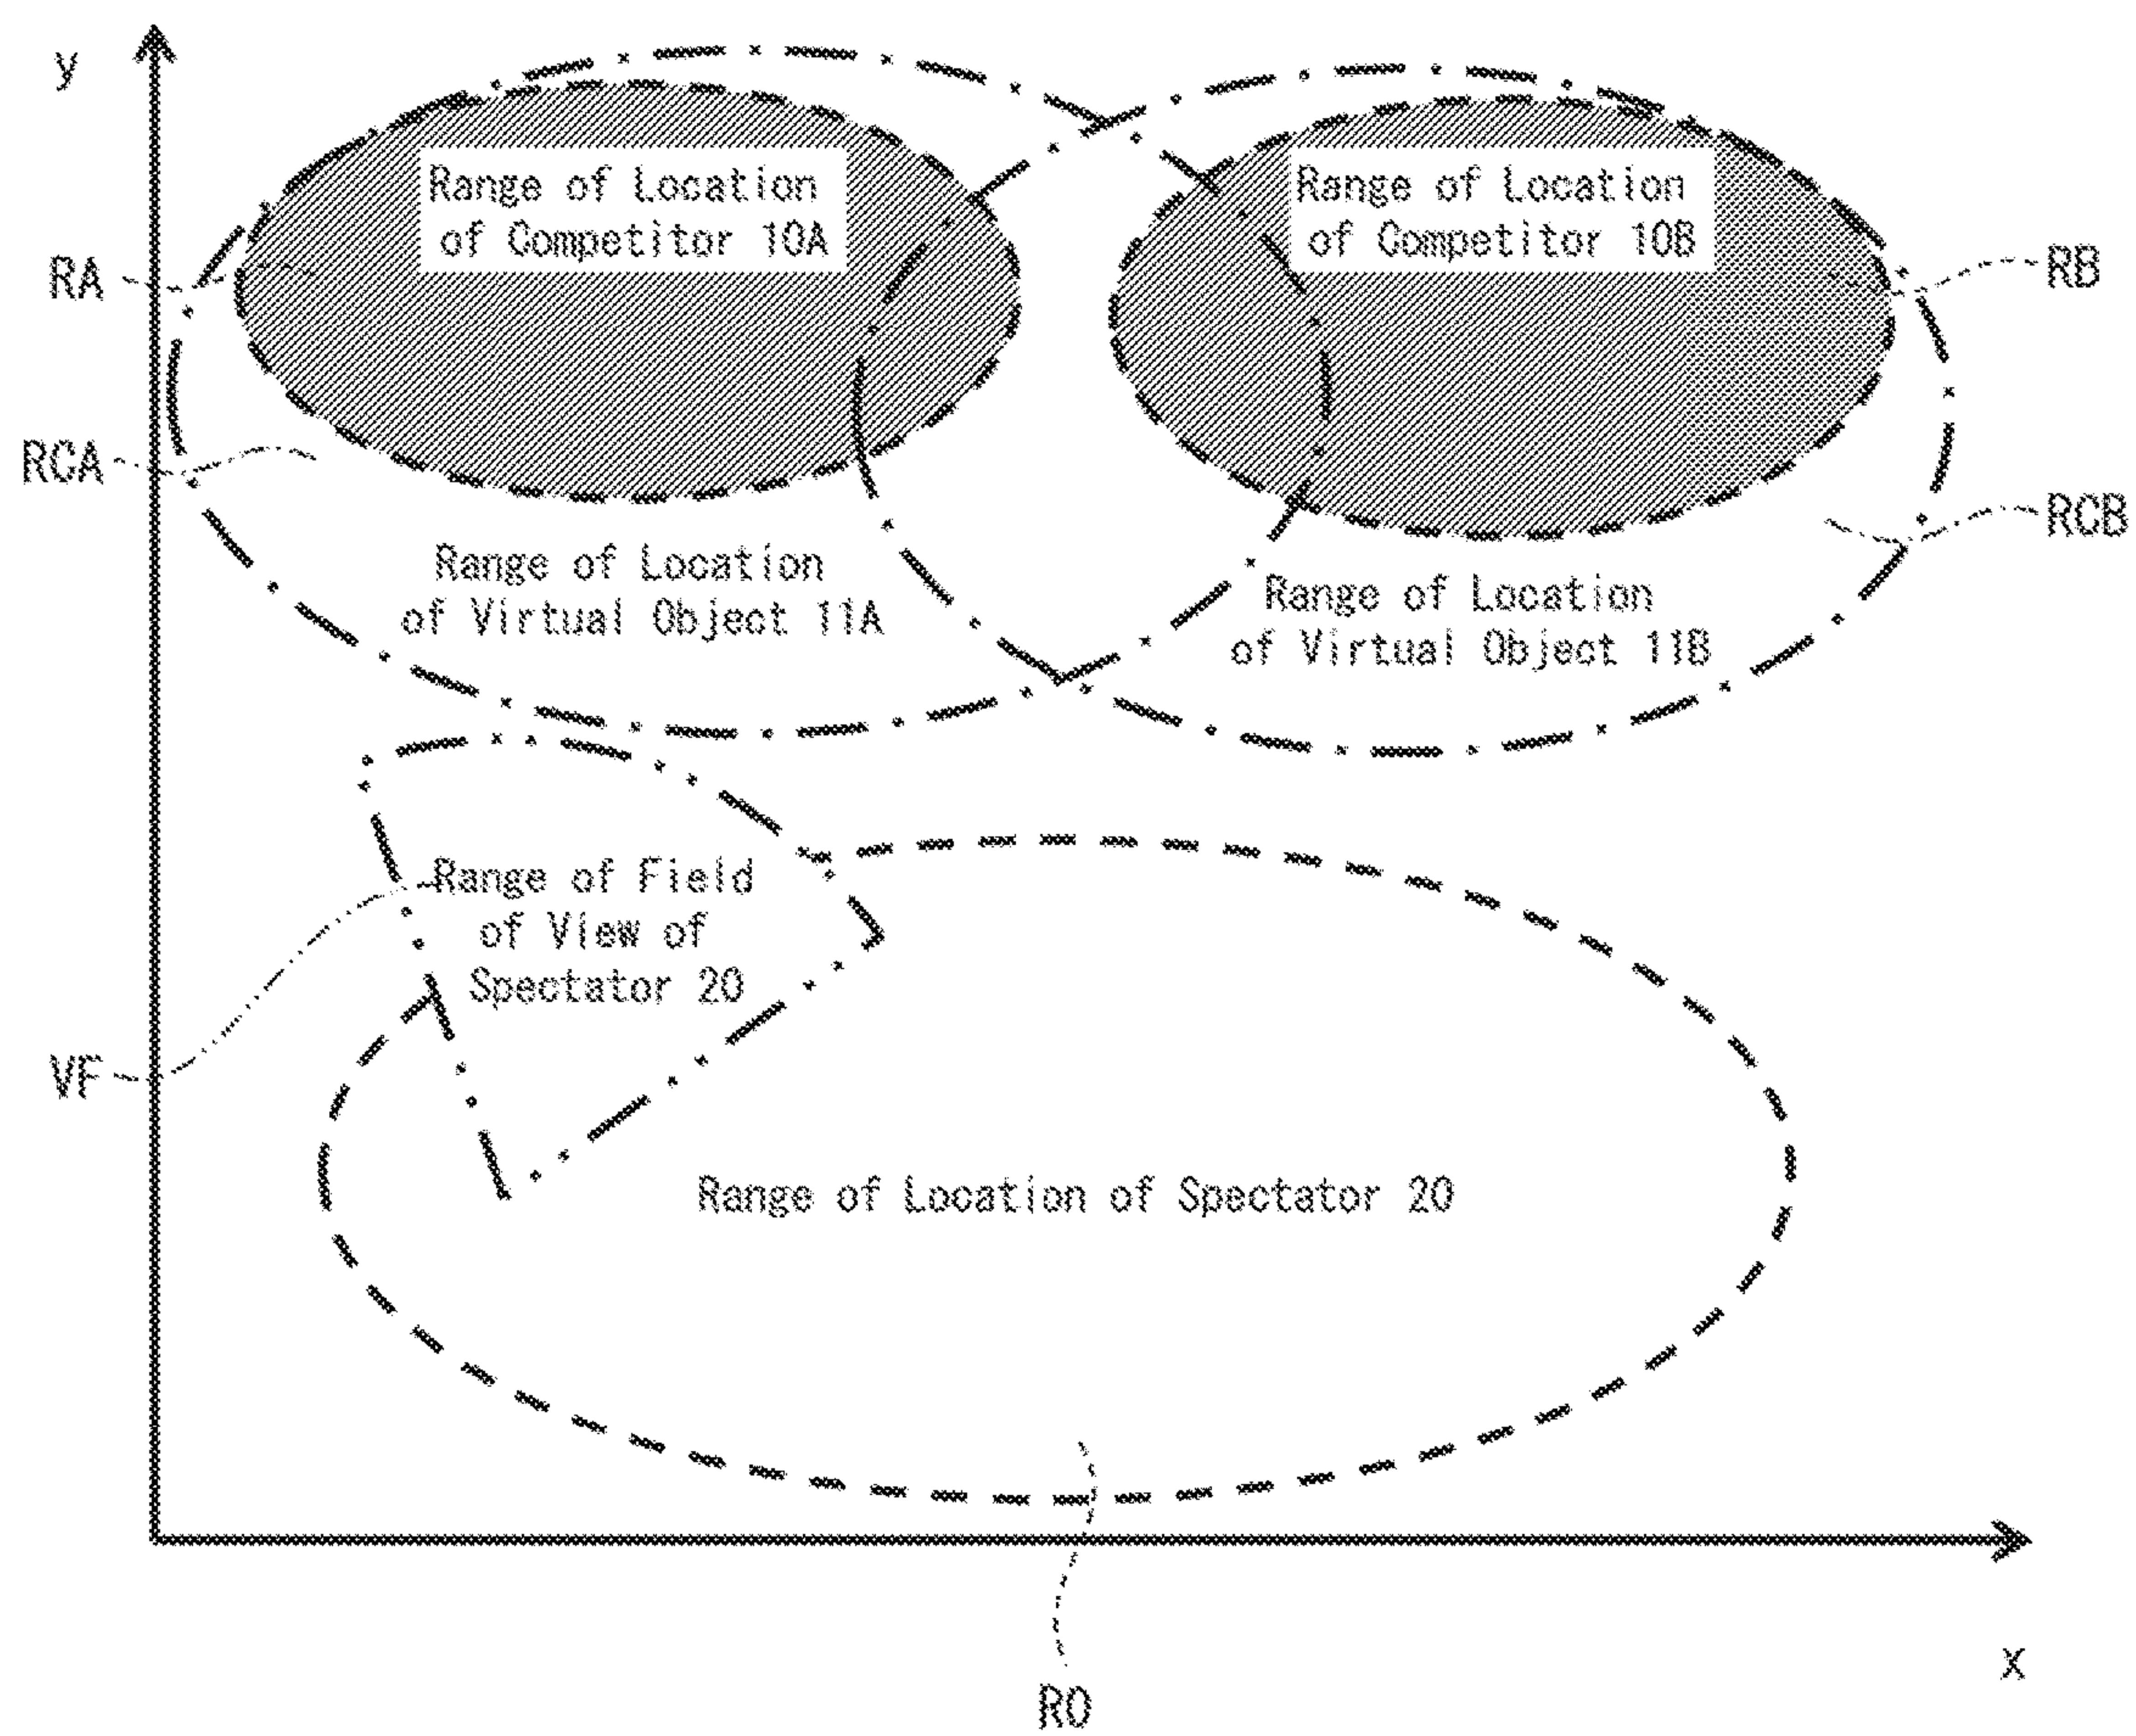 y
Range of Location
of Competitor 10A
Range of Location
of Competitor 10B
RA
RB
RCA
RCB
Range of Location
of Virtual Object 11A
Range of Location
of Virtual Object 11B
Range of Field
of View of
Spectator 20
VF
Range of Location of Spectator 20
x
RO